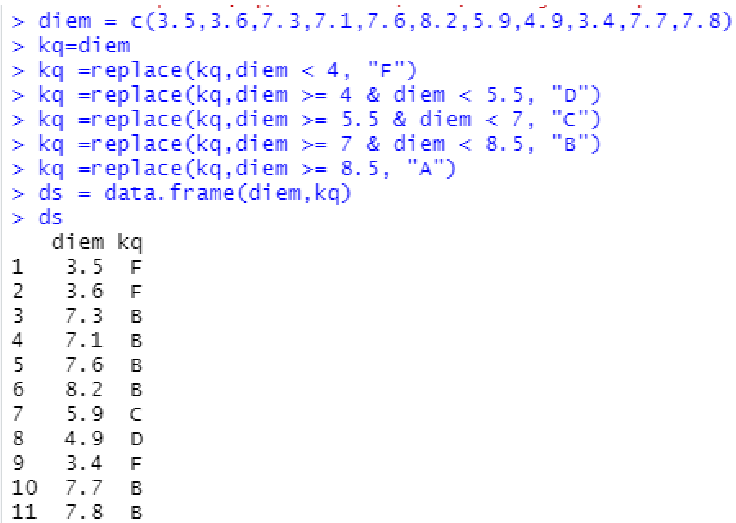 > diem = c(3.5,3.6,7.3,7.1,7.6,8.2,5.9,4.9,3.4,7.7,7.8)
> kq=diem
> kq =replace(kq,diem < 4, "F")
> kq =replace(kq,diem >= 4 & diem < 5.5, "D")
> kq =replace(kq,diem >= 5.5 & diem < 7, "C")
> kq =replace(kq,diem >= 7 & diem < 8.5, "B")
> kq =replace(kq,diem >= 8.5, "A")
> ds = data.frame(diem,kq)
> ds
   diem kq
1   3.5  F
2   3.6  F
3   7.3  B
4   7.1  B
5   7.6  B
6   8.2  B
7   5.9  C
8   4.9  D
9   3.4  F
10  7.7  B
11  7.8  B